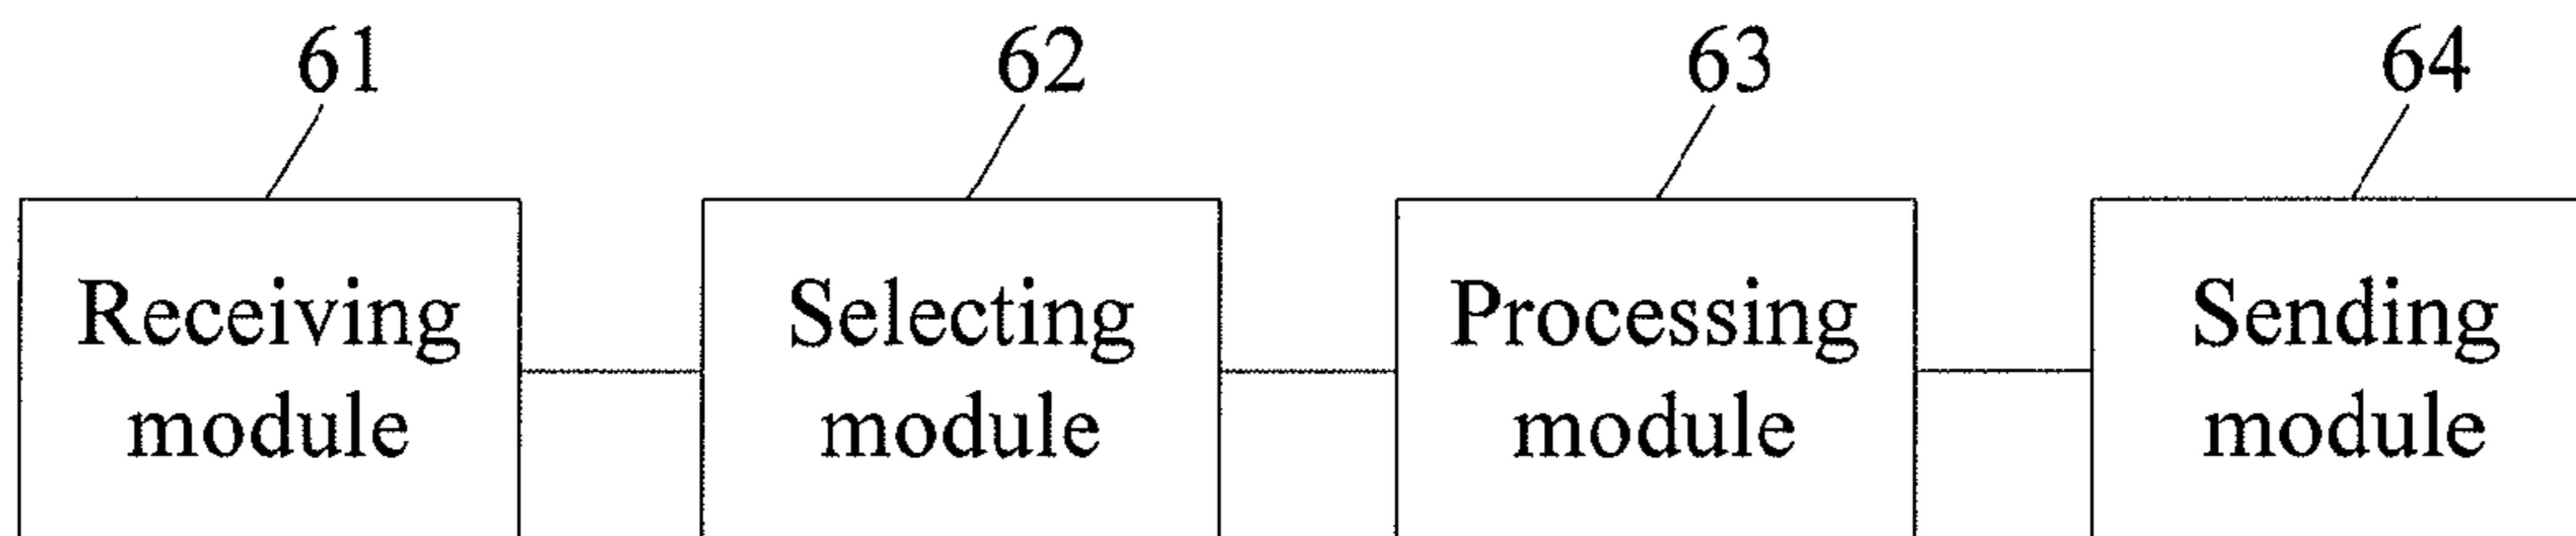 61 62 63 64
Receiving Selecting Processing Sending
module module module module